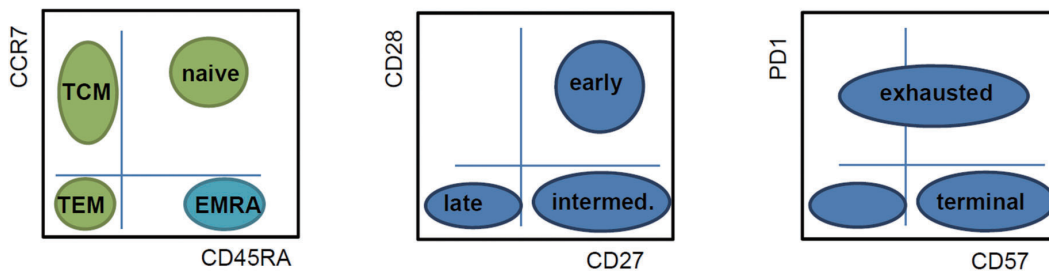 CCR7
TCM
naive
TEM
EMRA
CD45RA
CD28
early
late
intermed.
CD27
PD1
exhausted
terminal
CD57